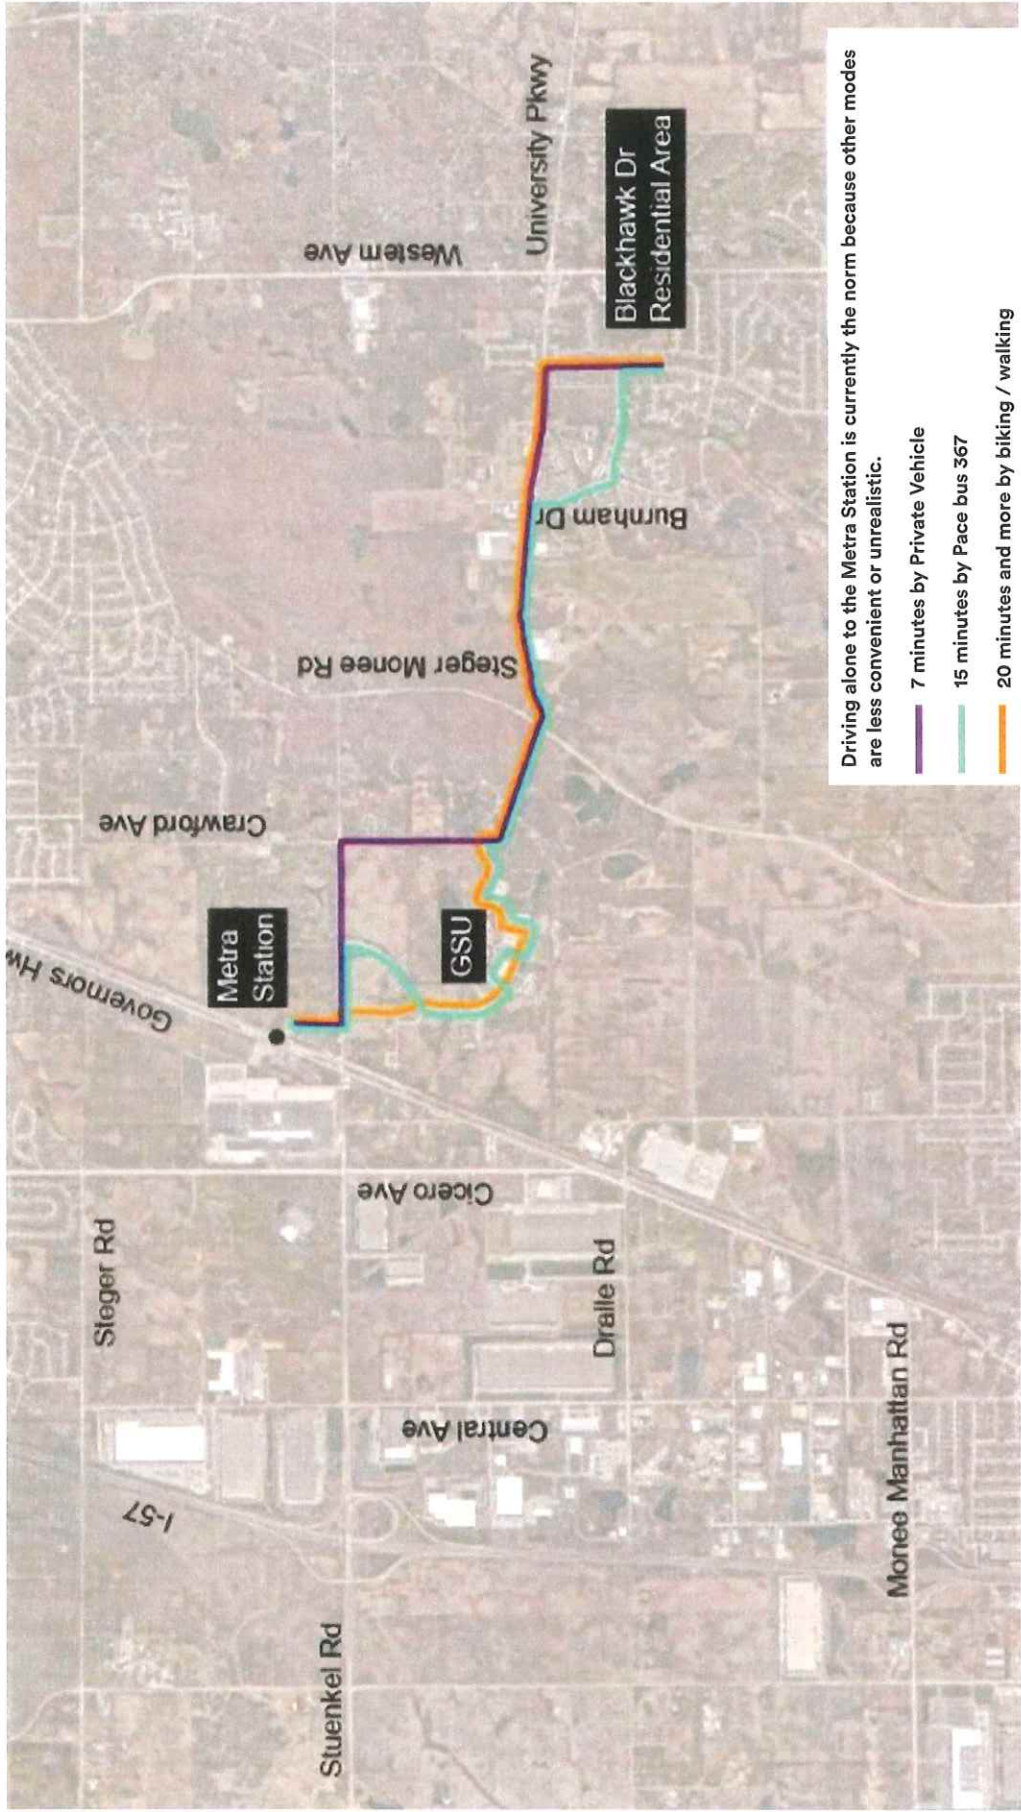 Governors Hw
Metra
Station
Crawford Ave
Steger Monee Rd
Western Ave
University Pkwy
Blackhawk Dr
Residential Area
Burnham Dr
GSU
Steger Rd
Cicero Ave
Dralle Rd
Central Ave
I-57
Stuenkel Rd
Monee Manhattan Rd
Driving alone to the Metra Station is currently the norm because other modes
are less convenient or unrealistic.
7 minutes by Private Vehicle
15 minutes by Pace bus 367
20 minutes and more by biking / walking